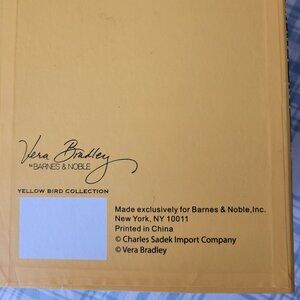 Vera Bradley
for BARNES & NOBLE
YELLOW BIRD COLLECTION
Made exclusively for Barnes & Noble,Inc.
New York, NY 10011
Printed in China
© Charles Sadek Import Company
© Vera Bradley